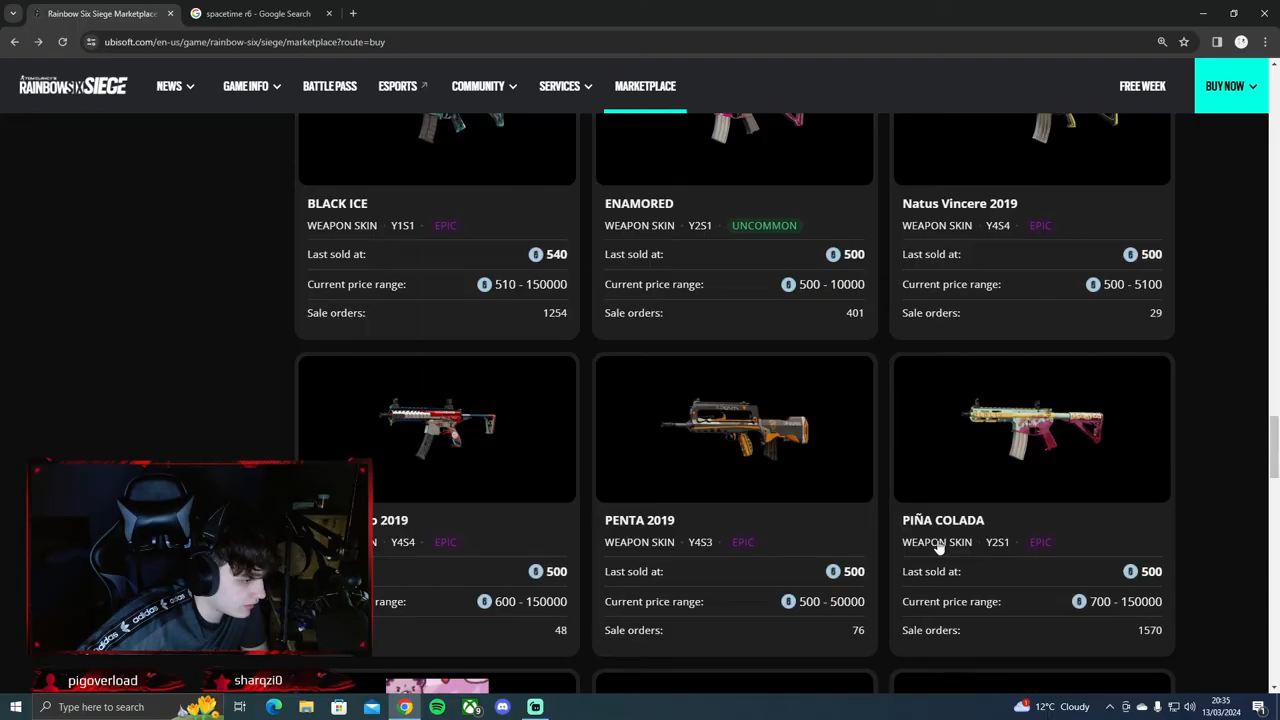 Rainbow Six Siege Marketplace
spacetime r6 - Google Search
ubisoft.com/en-us/game/rainbow-six/siege/marketplace?route=buy
RAINBOWSIX SIEGE
NEWS
GAME INFO
BATTLE PASS
ESPORTS
COMMUNITY
SERVICES
MARKETPLACE
FREE WEEK
BUY NOW
BLACK ICE
WEAPON SKIN · Y1S1 · EPIC
Last sold at: 540
Current price range: 510 - 150000
Sale orders: 1254
ENAMORED
WEAPON SKIN · Y2S1 · UNCOMMON
Last sold at: 500
Current price range: 500 - 10000
Sale orders: 401
Natus Vincere 2019
WEAPON SKIN · Y4S4 · EPIC
Last sold at: 500
Current price range: 500 - 5100
Sale orders: 29
2019
Y4S4 · EPIC
500
range: 600 - 150000
48
PENTA 2019
WEAPON SKIN · Y4S3 · EPIC
Last sold at: 500
Current price range: 500 - 50000
Sale orders: 76
PIÑA COLADA
WEAPON SKIN · Y2S1 · EPIC
Last sold at: 500
Current price range: 700 - 150000
Sale orders: 1570
adidas
adidas
pigoverload
sharqzi0
Type here to search
12°C Cloudy
20:35
13/03/2024